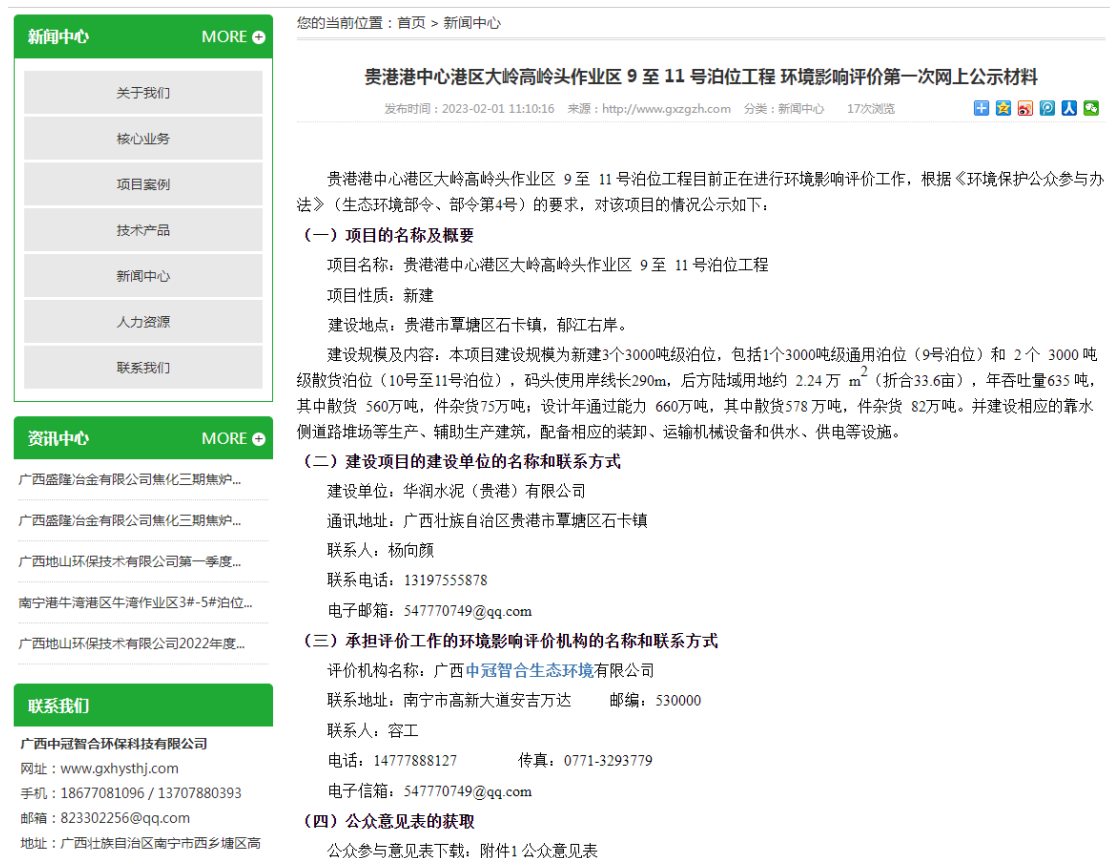 新闻中心 MORE
关于我们
核心业务
项目案例
技术产品
新闻中心
人力资源
联系我们
资讯中心 MORE
广西盛隆冶金有限公司焦化三期焦炉...
广西盛隆冶金有限公司焦化三期焦炉...
广西地山环保技术有限公司第一季度...
南宁港牛湾港区牛湾作业区3#-5#泊位...
广西地山环保技术有限公司2022年度...
联系我们
广西中冠智合环保科技有限公司
网址：www.gxhysthj.com
手机：18677081096 / 13707880393
邮箱：823302256@qq.com
地址：广西壮族自治区南宁市西乡塘区高
您的当前位置：首页 > 新闻中心
贵港港中心港区大岭高岭头作业区 9 至 11 号泊位工程 环境影响评价第一次网上公示材料
发布时间：2023-02-01 11:10:16 来源：http://www.gxzgzh.com 分类：新闻中心 17次浏览
贵港港中心港区大岭高岭头作业区 9至 11号泊位工程目前正在进行环境影响评价工作，根据《环境保护公众参与办
法》（生态环境部令、部令第4号）的要求，对该项目的情况公示如下：
（一）项目的名称及概要
项目名称：贵港港中心港区大岭高岭头作业区 9至 11号泊位工程
项目性质：新建
建设地点：贵港市覃塘区石卡镇，郁江右岸。
建设规模及内容：本项目建设规模为新建3个3000吨级泊位，包括1个3000吨级通用泊位（9号泊位）和 2个 3000吨
级散货泊位（10号至11号泊位），码头使用岸线长290m，后方陆域用地约 2.24万 m²（折合33.6亩），年吞吐量635吨，
其中散货 560万吨，件杂货75万吨；设计年通过能力 660万吨，其中散货578万吨，件杂货 82万吨。并建设相应的靠水
侧道路堆场等生产、辅助生产建筑，配备相应的装卸、运输机械设备和供水、供电等设施。
（二）建设项目的建设单位的名称和联系方式
建设单位：华润水泥（贵港）有限公司
通讯地址：广西壮族自治区贵港市覃塘区石卡镇
联系人：杨向颜
联系电话：13197555878
电子邮箱：547770749@qq.com
（三）承担评价工作的环境影响评价机构的名称和联系方式
评价机构名称：广西中冠智合生态环境有限公司
联系地址：南宁市高新大道安吉万达 邮编：530000
联系人：容工
电话：14777888127 传真：0771-3293779
电子信箱：547770749@qq.com
（四）公众意见表的获取
公众参与意见表下载：附件1公众意见表